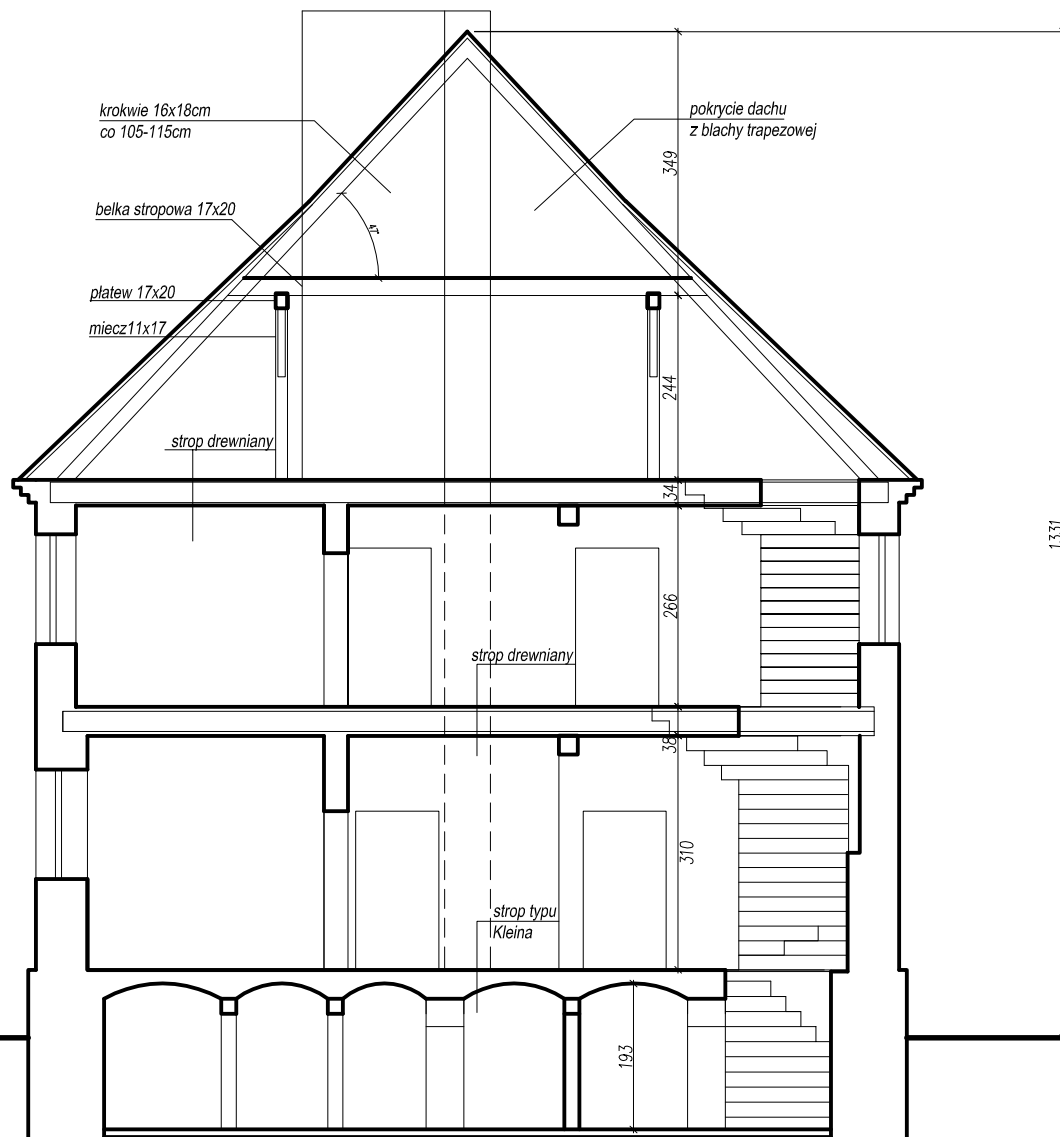 krokwie 16x18cm
co 105-115cm
pokrycie dachu
z blachy trapezowej
349
belka stropowa 17x20
47
płatew 17x20
miecz11x17
244
strop drewniany
34
1331
266
strop drewniany
38
310
strop typu
Kleina
193